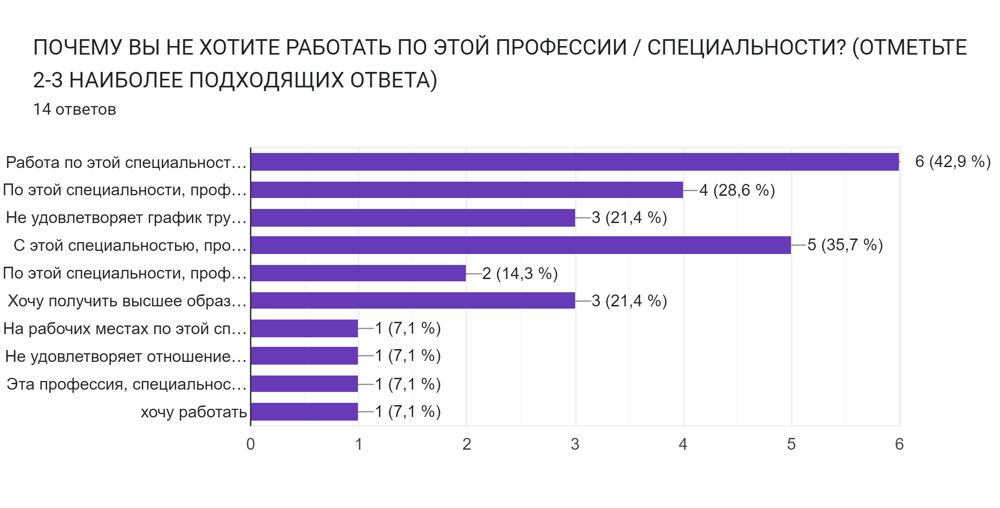 ПОЧЕМУ ВЫ НЕ ХОТИТЕ РАБОТАТЬ ПО ЭТОЙ ПРОФЕССИИ / СПЕЦИАЛЬНОСТИ? (ОТМЕТЬТЕ
2-3 НАИБОЛЕЕ ПОДХОДЯЩИХ ОТВЕТА)
14 ответов
Работа по этой специальност… 6 (42,9 %)
По этой специальности, проф… 4 (28,6 %)
Не удовлетворяет график тру… 3 (21,4 %)
С этой специальностью, про… 5 (35,7 %)
По этой специальности, проф… 2 (14,3 %)
Хочу получить высшее образ… 3 (21,4 %)
На рабочих местах по этой сп… 1 (7,1 %)
Не удовлетворяет отношение… 1 (7,1 %)
Эта профессия, специальнос… 1 (7,1 %)
хочу работать 1 (7,1 %)
0 1 2 3 4 5 6